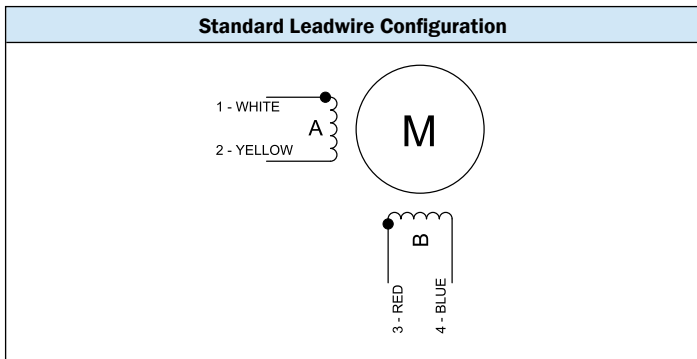 Standard Leadwire Configuration
1 - WHITE
A
2 - YELLOW
M
B
3 - RED
4 - BLUE